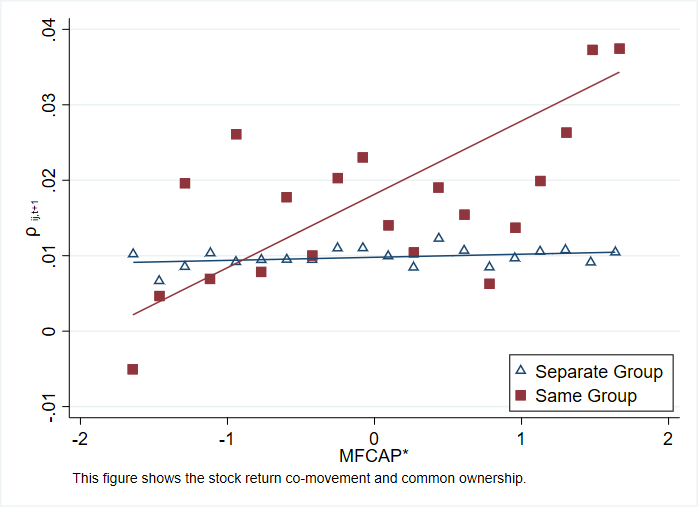 .04
.03
.02
.01
0
-.01
ρ ij,t+1
-2
-1
0
1
2
MFCAP*
Separate Group
Same Group
This figure shows the stock return co-movement and common ownership.